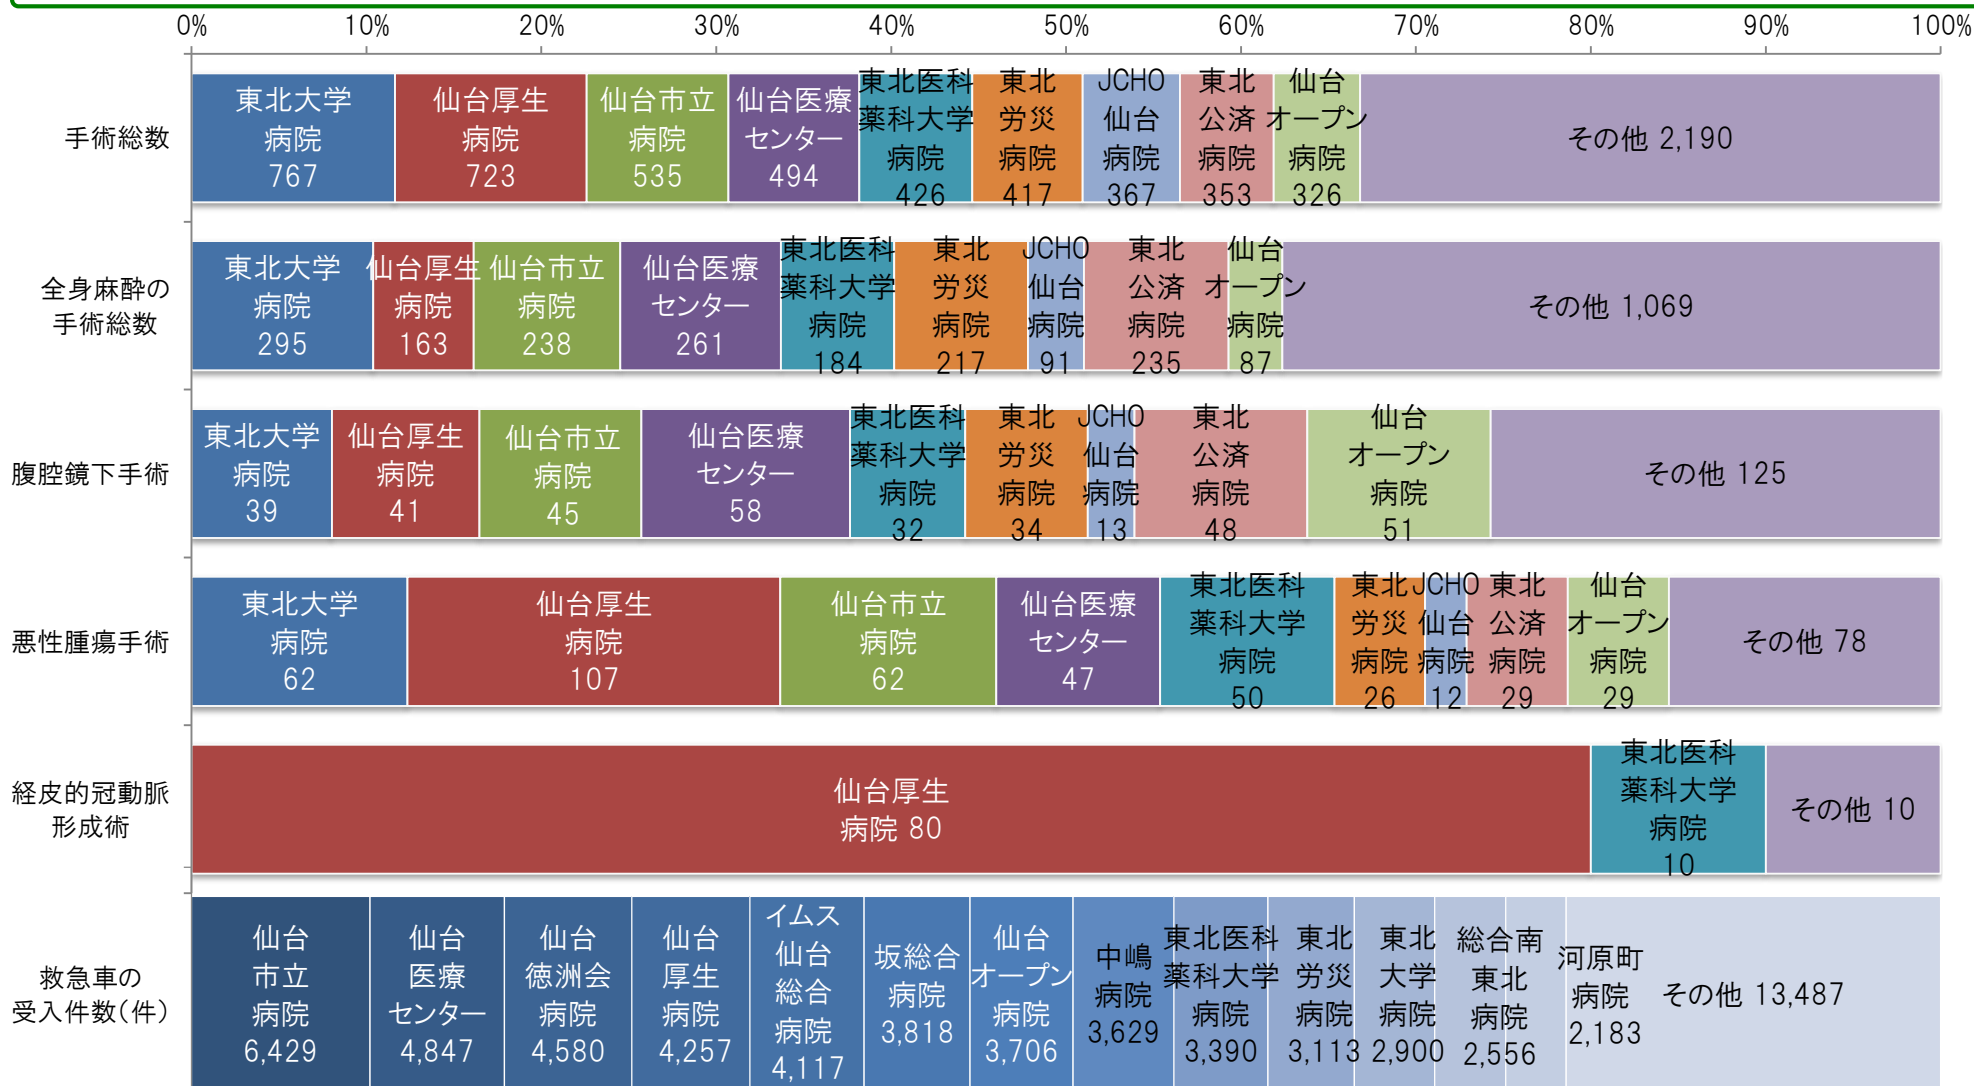 0% 10% 20% 30% 40% 50% 60% 70% 80% 90% 100%
手術総数
東北大学
病院
767
仙台厚生
病院
723
仙台市立
病院
535
仙台医療
センター
494
東北医科
薬科大学
病院
426
東北
労災
病院
417
JCHO
仙台
病院
367
東北
公済
病院
353
仙台
オープン
病院
326
その他 2,190
全身麻酔の
手術総数
東北大学
病院
295
仙台厚生
病院
163
仙台市立
病院
238
仙台医療
センター
261
東北医科
薬科大学
病院
184
東北
労災
病院
217
JCHO
仙台
病院
91
東北
公済
病院
235
仙台
オープン
病院
87
その他 1,069
腹腔鏡下手術
東北大学
病院
39
仙台厚生
病院
41
仙台市立
病院
45
仙台医療
センター
58
東北医科
薬科大学
病院
32
東北
労災
病院
34
JCHO
仙台
病院
13
東北
公済
病院
48
仙台
オープン
病院
51
その他 125
悪性腫瘍手術
東北大学
病院
62
仙台厚生
病院
107
仙台市立
病院
62
仙台医療
センター
47
東北医科
薬科大学
病院
50
東北
労災
病院
26
JCHO
仙台
病院
12
東北
公済
病院
29
仙台
オープン
病院
29
その他 78
経皮的冠動脈
形成術
仙台厚生
病院 80
東北医科
薬科大学
病院
10
その他 10
救急車の
受入件数(件)
仙台
市立
病院
6,429
仙台
医療
センター
4,847
仙台
徳洲会
病院
4,580
仙台
厚生
病院
4,257
イムス
仙台
総合
病院
4,117
坂総合
病院
3,818
仙台
オープン
病院
3,706
中嶋
病院
3,629
東北医科
薬科大学
病院
3,390
東北
労災
病院
3,113
東北
大学
病院
2,900
総合南
東北
病院
2,556
河原町
病院
2,183
その他 13,487